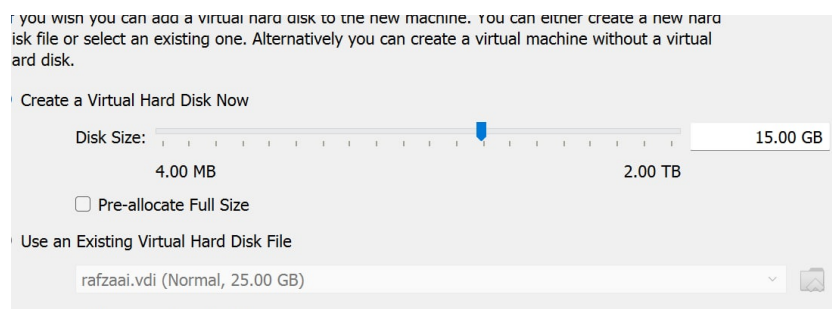 you wish you can add a virtual hard disk to the new machine. You can either create a new hard
isk file or select an existing one. Alternatively you can create a virtual machine without a virtual
ard disk.
Create a Virtual Hard Disk Now
Disk Size: 15.00 GB
4.00 MB 2.00 TB
Pre-allocate Full Size
Use an Existing Virtual Hard Disk File
rafzaai.vdi (Normal, 25.00 GB)